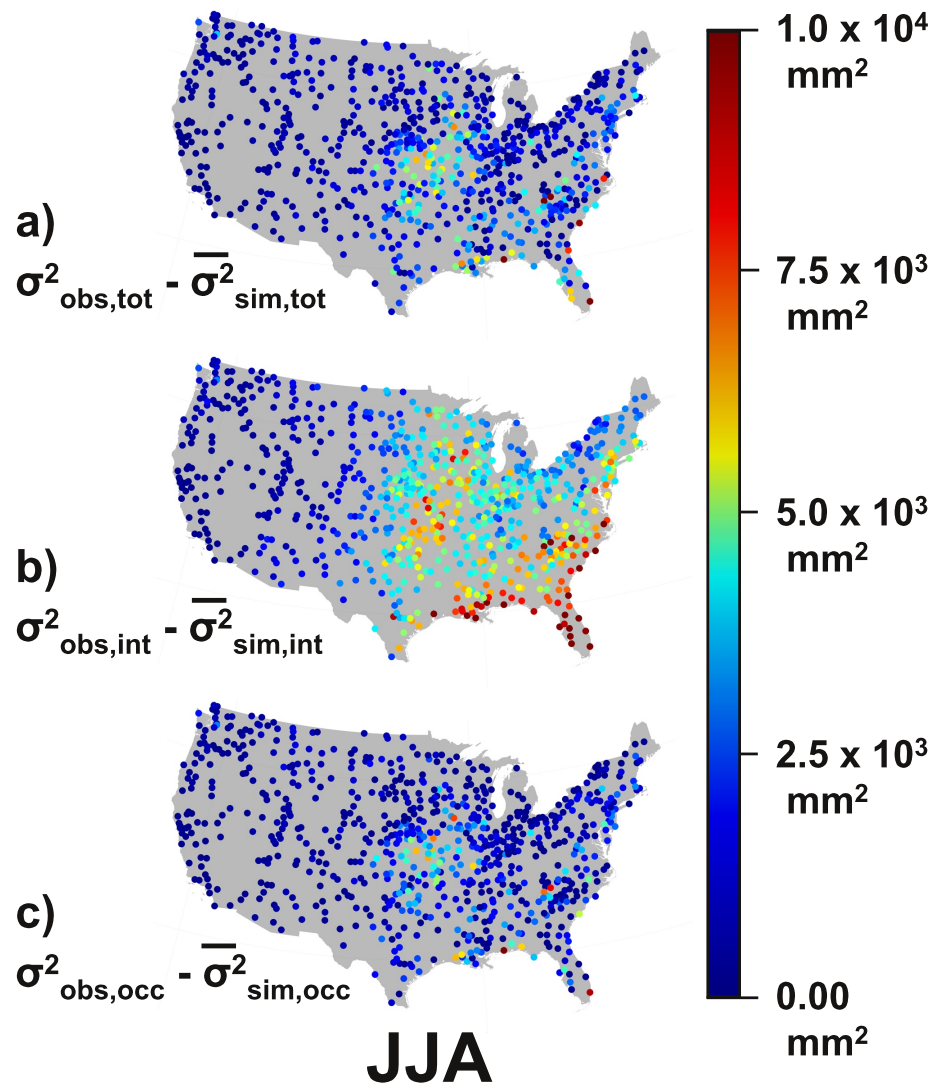 1.0 x 10⁴
mm²
a)
σ²obs,tot - σ̅²sim,tot
7.5 x 10³
mm²
b)
σ²obs,int - σ̅²sim,int
5.0 x 10³
mm²
2.5 x 10³
mm²
c)
σ²obs,occ - σ̅²sim,occ
0.00
mm²
JJA